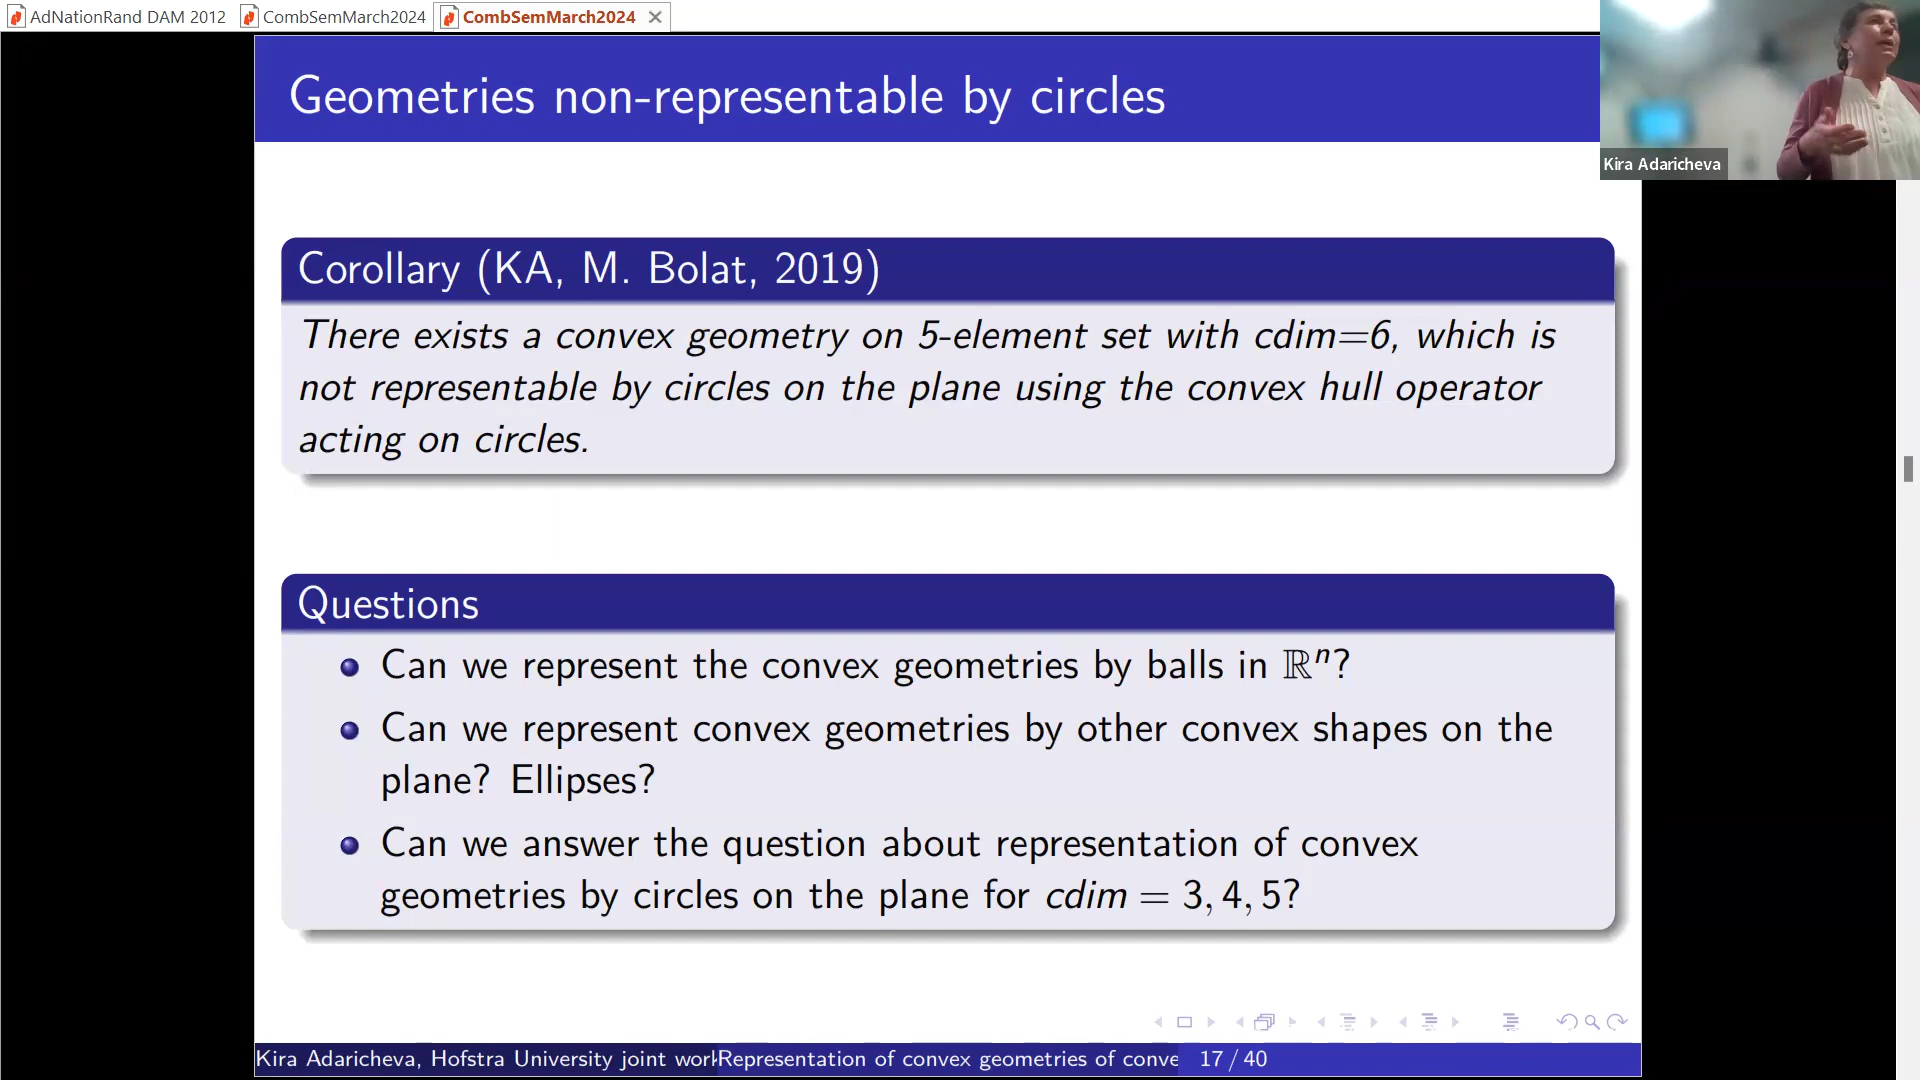 AdNationRand DAM 2012 CombSemMarch2024 CombSemMarch2024
Geometries non-representable by circles
Kira Adaricheva
Corollary (KA, M. Bolat, 2019)
There exists a convex geometry on 5-element set with cdim=6, which is
not representable by circles on the plane using the convex hull operator
acting on circles.
Questions
Can we represent the convex geometries by balls in ℝⁿ?
Can we represent convex geometries by other convex shapes on the
plane? Ellipses?
Can we answer the question about representation of convex
geometries by circles on the plane for cdim = 3, 4, 5?
Kira Adaricheva, Hofstra University joint work Representation of convex geometries of conve 17 / 40